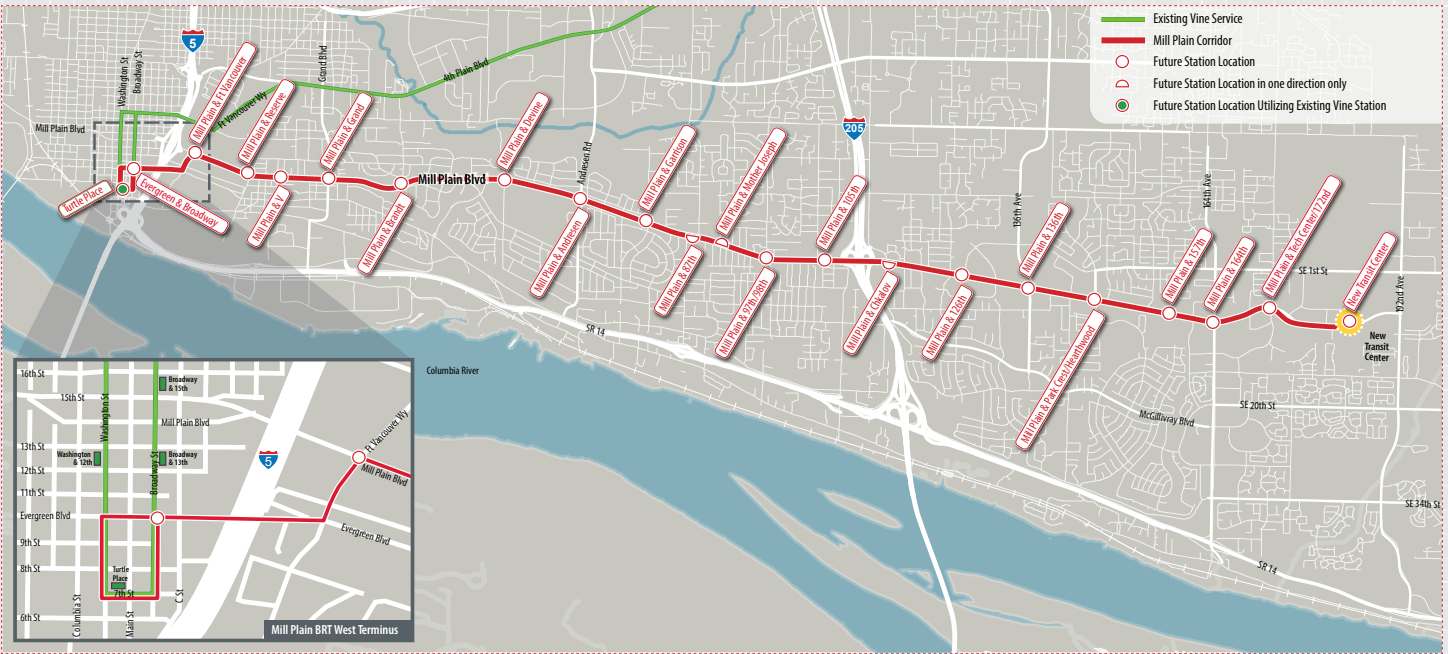 Existing Vine Service
Mill Plain Corridor
Future Station Location
Future Station Location in one direction only
Future Station Location Utilizing Existing Vine Station
5
Washington St
Broadway St
Grand Blvd
4th Plain Blvd
Ft Vancouver Wy
Mill Plain Blvd
Mill Plain & Ft Vancouver
Mill Plain & Reserve
Mill Plain & Grand
Mill Plain & Devine
Andresen Rd
Mill Plain & Garrison
Mill Plain & Mother Joseph
205
Mill Plain & 105th
136th Ave
Mill Plain & 136th
164th Ave
Mill Plain & 157th
Mill Plain & 164th
Mill Plain & Tech Center/172nd
SE 1st St
New Transit Center
192nd Ave
Turtle Place
Evergreen & Broadway
Mill Plain & V
Mill Plain & Brandt
Mill Plain Blvd
Mill Plain & Andresen
Mill Plain & 87th
Mill Plain & 97th/98th
Mill Plain & Chkalov
Mill Plain & 126th
Mill Plain & Park Crest/Hearthwood
New
Transit
Center
SR 14
Columbia River
McGillivray Blvd
SE 20th St
SE 34th St
SR 14
16th St
15th St
Washington St
Broadway
& 15th
Mill Plain Blvd
13th St
Washington
& 12th
12th St
Broadway St
Broadway
& 13th
5
Ft Vancouver Wy
Mill Plain Blvd
11th St
Evergreen Blvd
Evergreen Blvd
9th St
8th St
Turtle
Place
7th St
6th St
Columbia St
Main St
C St
Mill Plain BRT West Terminus